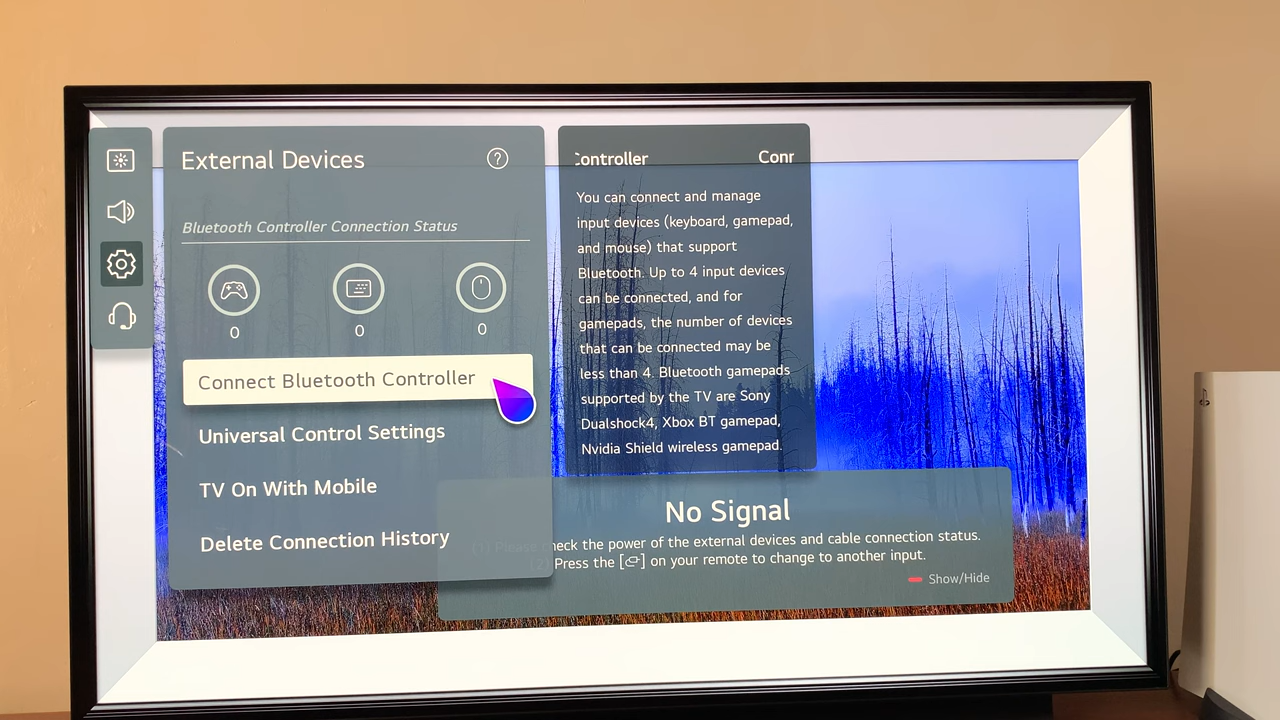 External Devices
?
Bluetooth Controller Connection Status
0
0
0
Connect Bluetooth Controller
Universal Control Settings
TV On With Mobile
Delete Connection History
Controller Conr
You can connect and manage
input devices (keyboard, gamepad,
and mouse) that support
Bluetooth. Up to 4 input devices
can be connected, and for
gamepads, the number of devices
that can be connected may be
less than 4. Bluetooth gamepads
supported by the TV are Sony
Dualshock4, Xbox BT gamepad,
Nvidia Shield wireless gamepad.
No Signal
(1) Please check the power of the external devices and cable connection status.
(2) Press the [ ] on your remote to change to another input.
Show/Hide